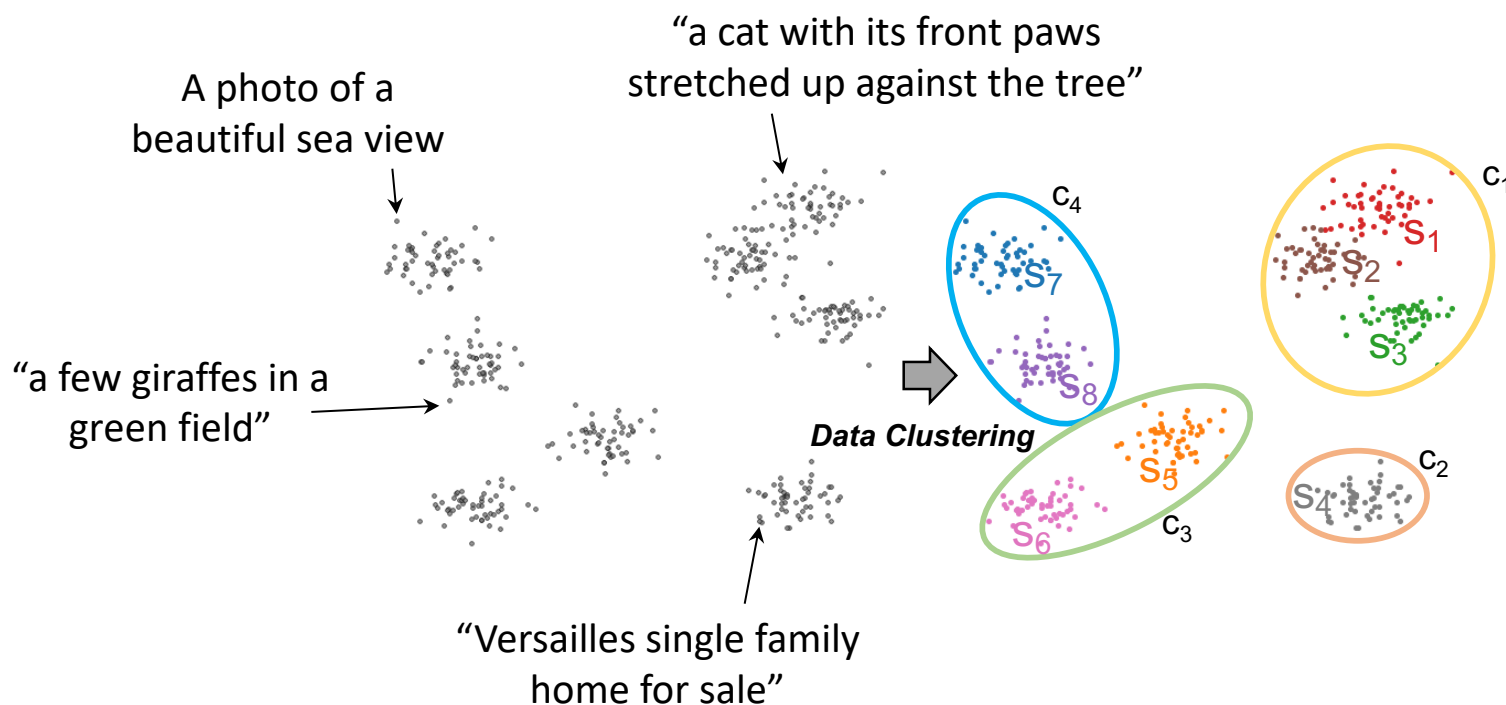 “a cat with its front paws
stretched up against the tree”
A photo of a
beautiful sea view
“a few giraffes in a
green field”
“Versailles single family
home for sale”
Data Clustering
c₄
s₇
s₈
c₁
s₁
s₂
s₃
s₅
s₆
c₃
c₂
s₄